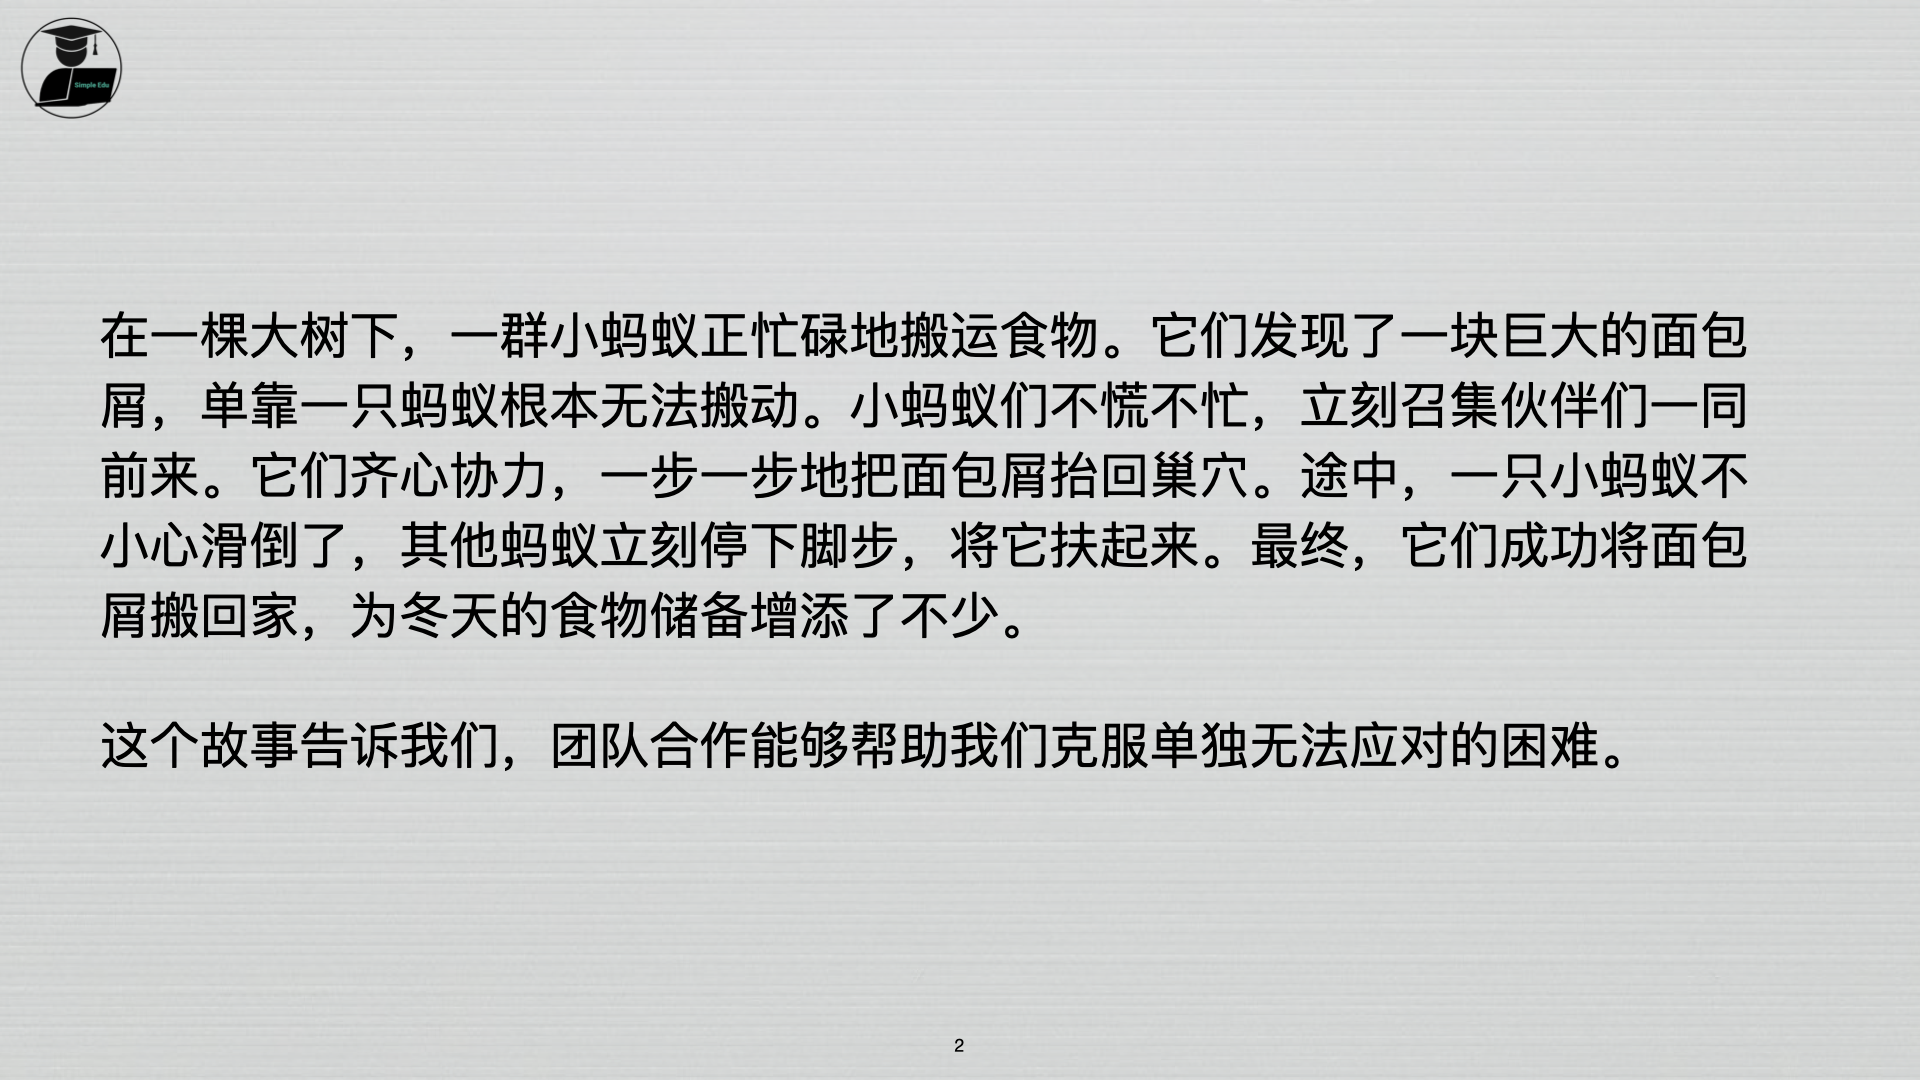 Simple Edu
在一棵大树下，一群小蚂蚁正忙碌地搬运食物。它们发现了一块巨大的面包
屑，单靠一只蚂蚁根本无法搬动。小蚂蚁们不慌不忙，立刻召集伙伴们一同
前来。它们齐心协力，一步一步地把面包屑抬回巢穴。途中，一只小蚂蚁不
小心滑倒了，其他蚂蚁立刻停下脚步，将它扶起来。最终，它们成功将面包
屑搬回家，为冬天的食物储备增添了不少。
这个故事告诉我们，团队合作能够帮助我们克服单独无法应对的困难。
2